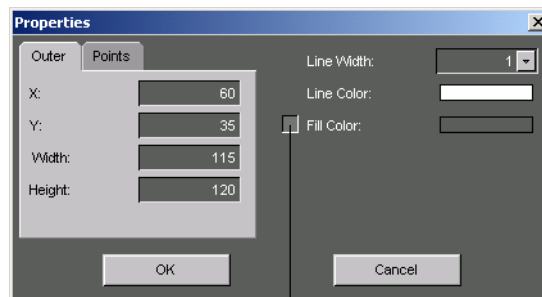 Properties
Outer Points
Line Width: 1
X: 60
Line Color:
Y: 35
Fill Color:
Width: 115
Height: 120
OK Cancel